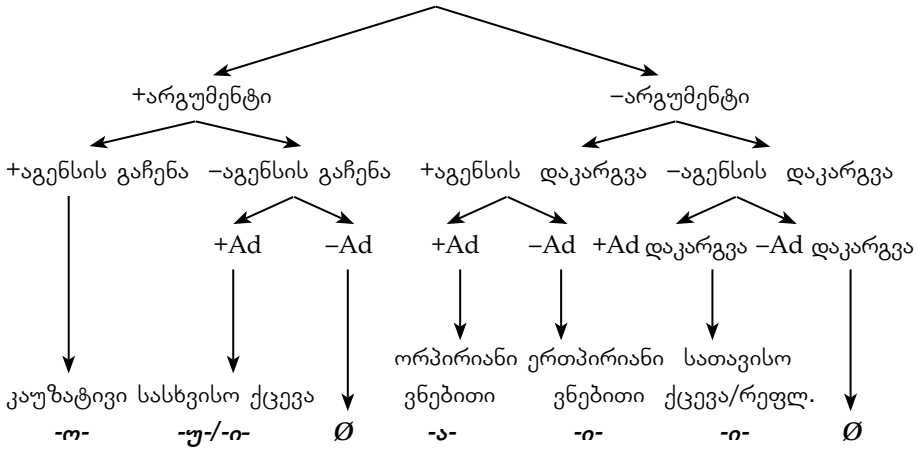 +არგუმენტი –არგუმენტი
+აგენსის გაჩენა –აგენსის გაჩენა +აგენსის დაკარგვა –აგენსის დაკარგვა
+Ad –Ad +Ad –Ad +Ad დაკარგვა –Ad დაკარგვა
ორპირიანი ერთპირიანი სათავისო
კაუზატივი სასხვისო ქცევა ვნებითი ვნებითი ქცევა/რეფლ.
-ო- -უ-/-ი- Ø -ა- -ი- -ი- Ø